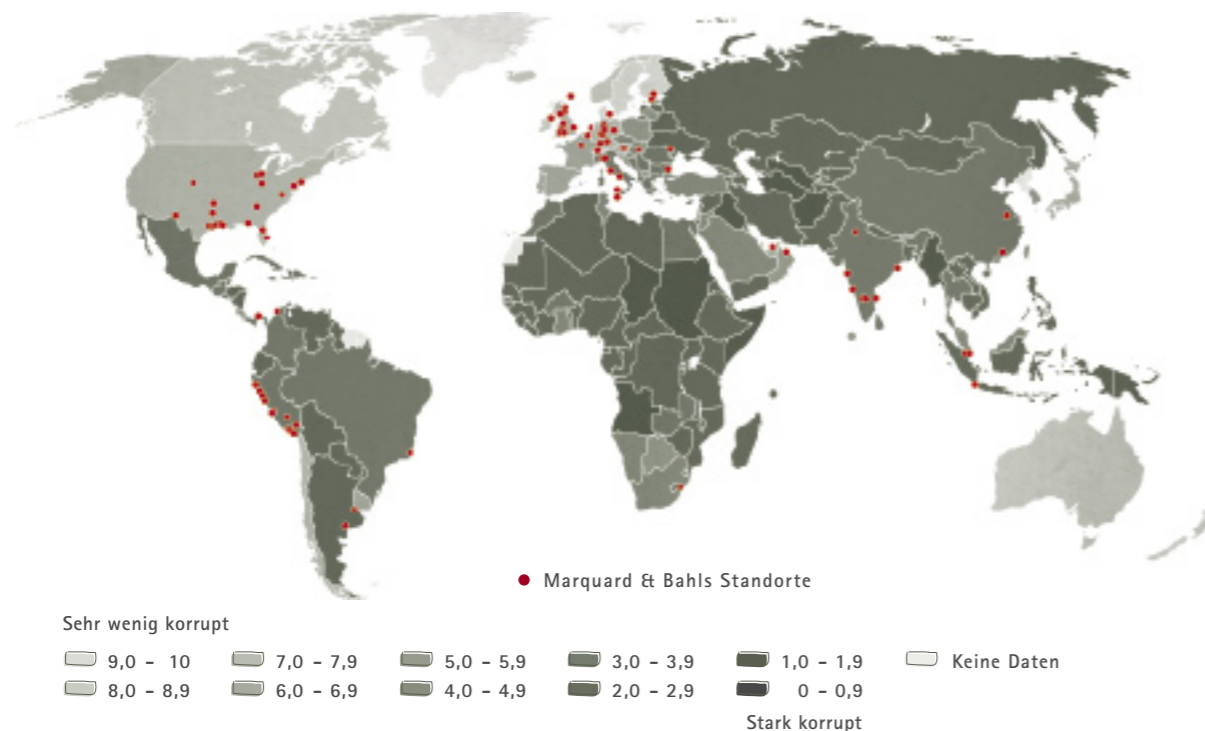 Marquard & Bahls Standorte
Sehr wenig korrupt
9,0 - 10 7,0 - 7,9 5,0 - 5,9 3,0 - 3,9 1,0 - 1,9 Keine Daten
8,0 - 8,9 6,0 - 6,9 4,0 - 4,9 2,0 - 2,9 0 - 0,9
Stark korrupt